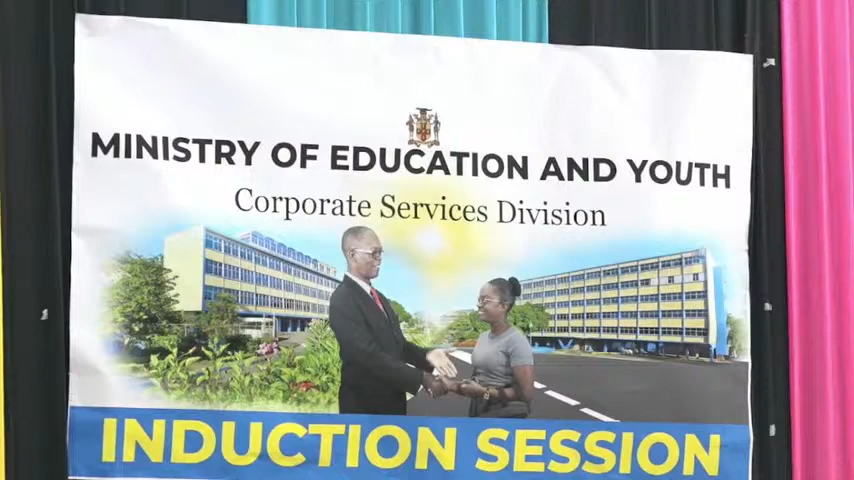 MINISTRY OF EDUCATION AND YOUTH
Corporate Services Division
INDUCTION SESSION